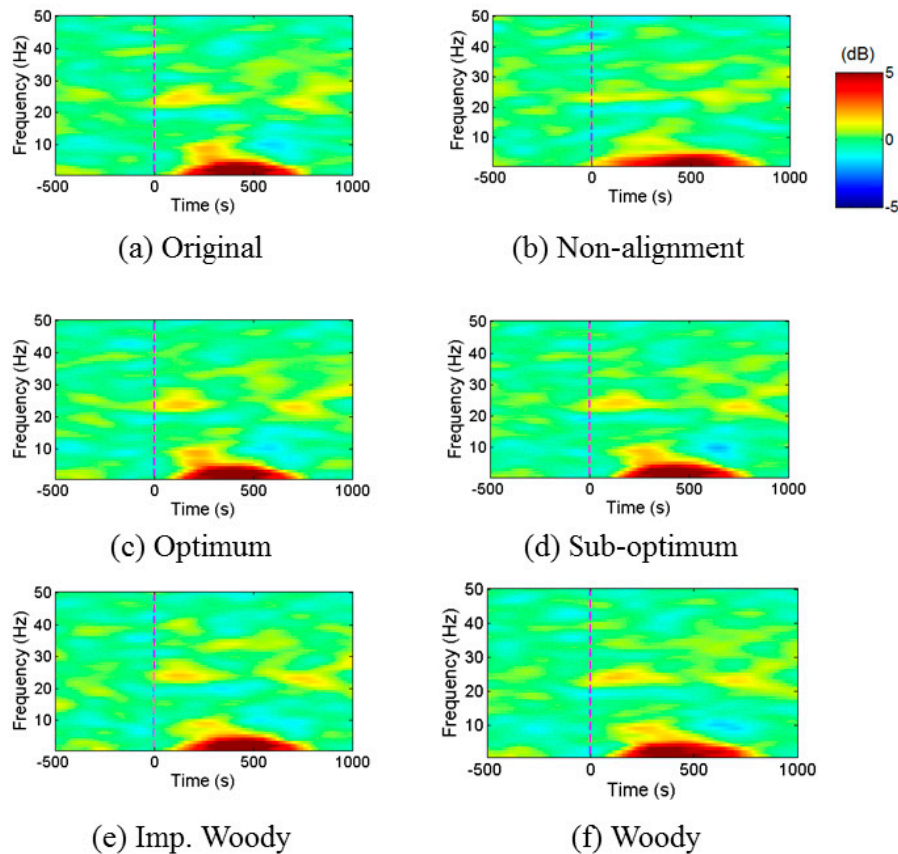 50
40
30
20
10
Frequency (Hz)
-500 0 500 1000
Time (s)
(a) Original
50
40
30
20
10
Frequency (Hz)
-500 0 500 1000
Time (s)
(b) Non-alignment
(dB)
5
0
-5
50
40
30
20
10
Frequency (Hz)
-500 0 500 1000
Time (s)
(c) Optimum
50
40
30
20
10
Frequency (Hz)
-500 0 500 1000
Time (s)
(d) Sub-optimum
50
40
30
20
10
Frequency (Hz)
-500 0 500 1000
Time (s)
(e) Imp. Woody
50
40
30
20
10
Frequency (Hz)
-500 0 500 1000
Time (s)
(f) Woody